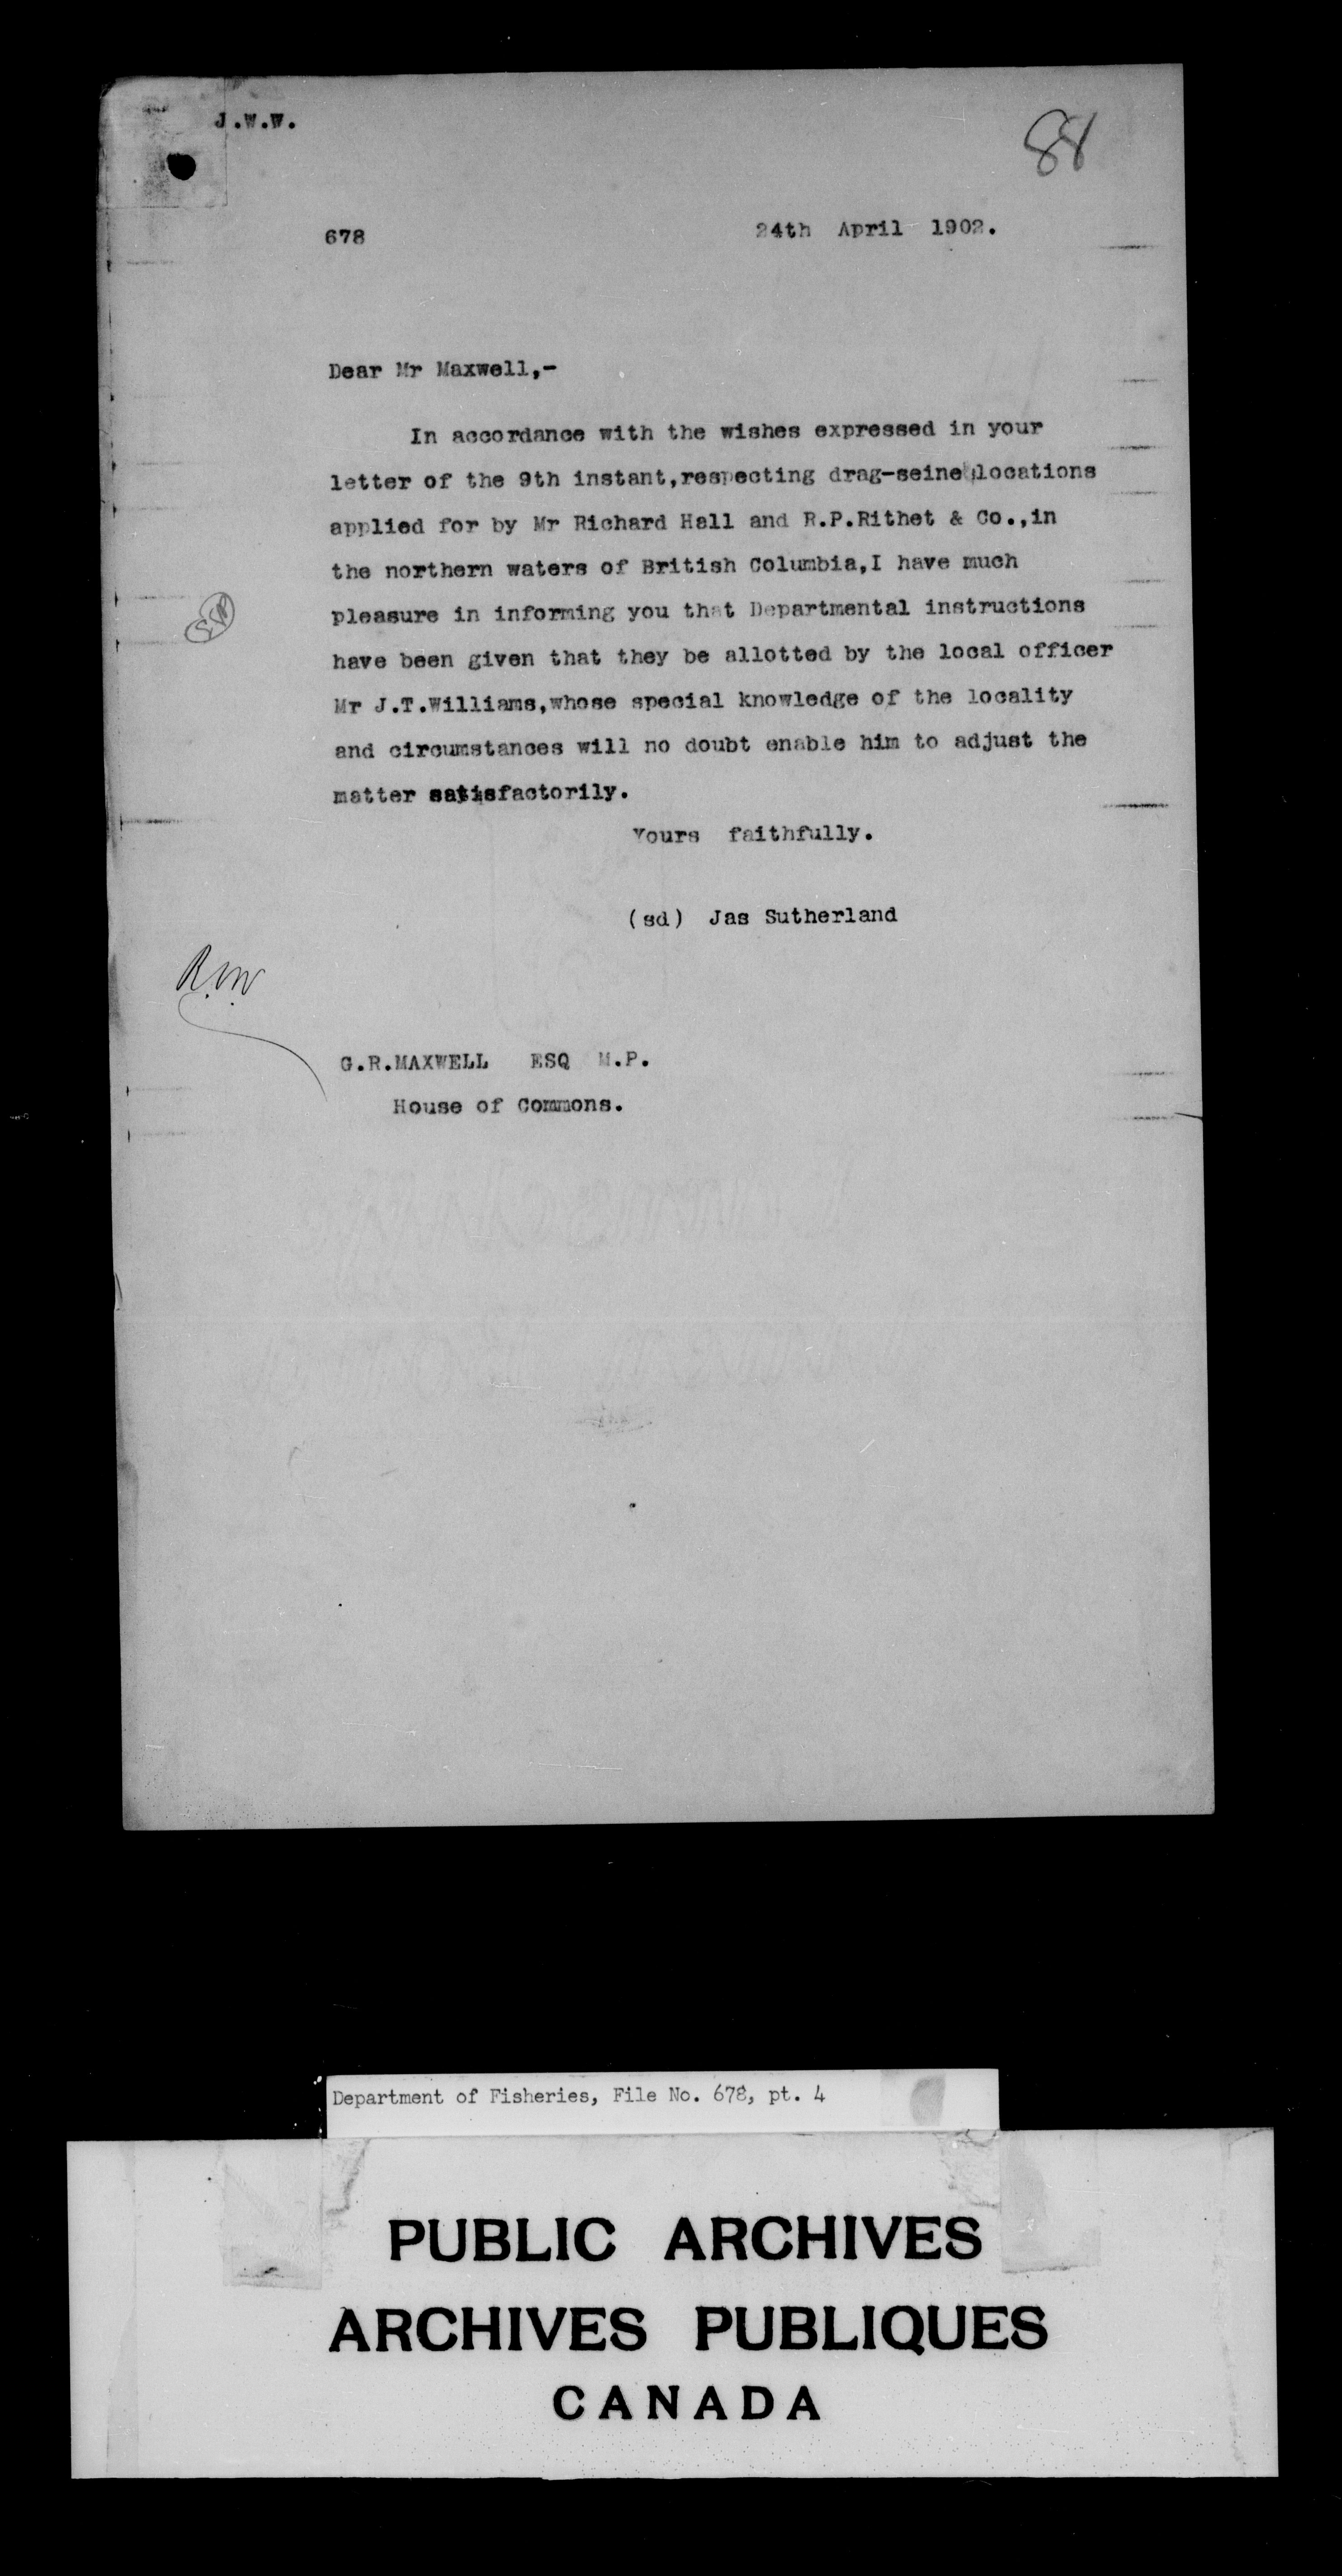 J.W.W.
84
678
24th April 1902.
Dear Mr Maxwell,-
In accordance with the wishes expressed in your
letter of the 9th instant,respecting drag-seine locations
applied for by Mr Richard Hall and R.P.Rithet & Co.,in
the northern waters of British Columbia,I have much
pleasure in informing you that Departmental instructions
have been given that they be allotted by the local officer
Mr J.T.Williams,whose special knowledge of the locality
and circumstances will no doubt enable him to adjust the
matter satisfactorily.
Yours faithfully.
(sd) Jas Sutherland
G.R.MAXWELL ESQ M.P.
House of Commons.
Department of Fisheries, File No. 678, pt. 4
PUBLIC ARCHIVES
ARCHIVES PUBLIQUES
CANADA